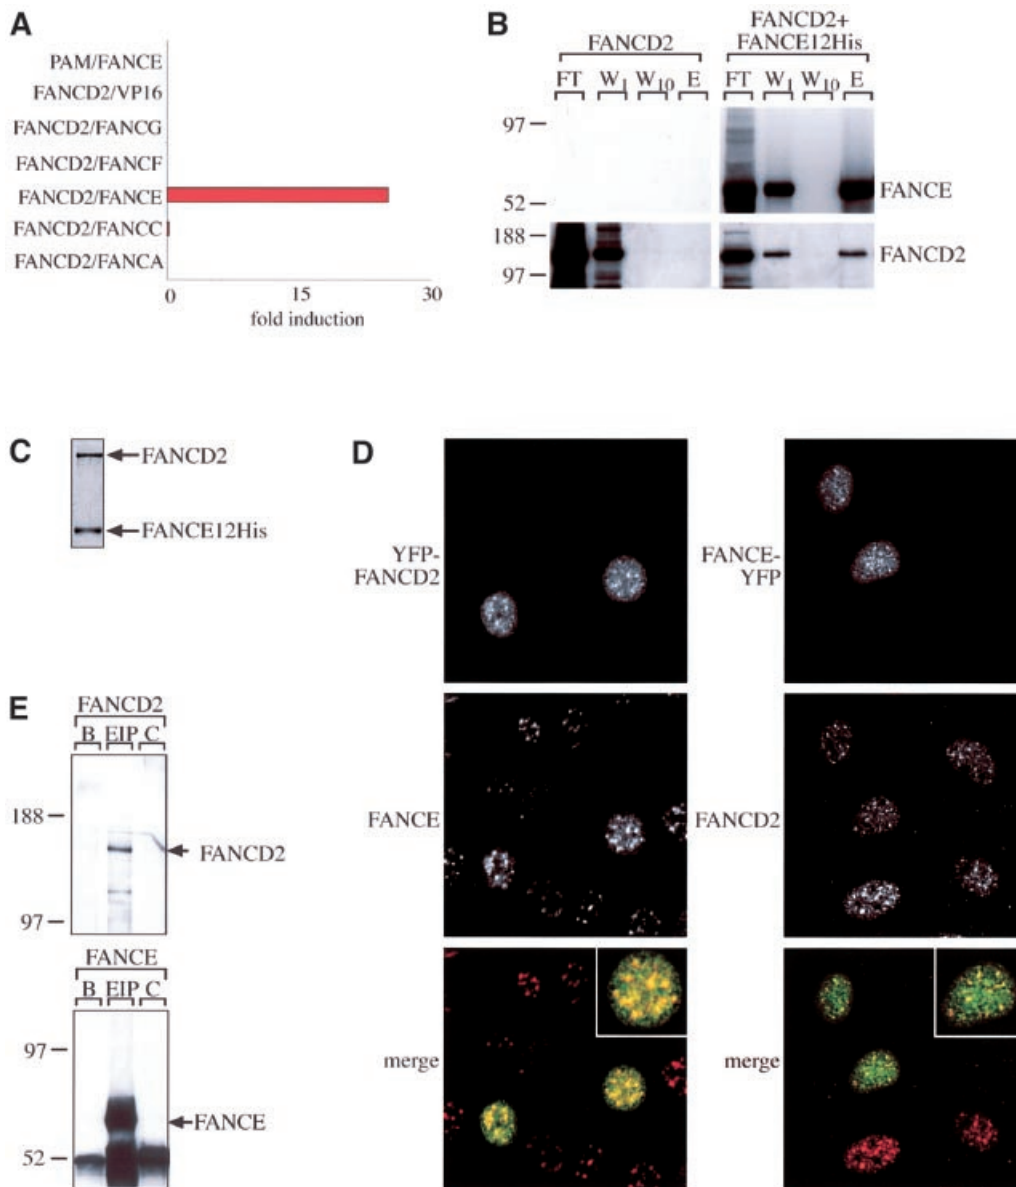 A
PAM/FANCE
FANCD2/VP16
FANCD2/FANCG
FANCD2/FANCF
FANCD2/FANCE
FANCD2/FANCC
FANCD2/FANCA
0 15 30
fold induction
B
FANCD2
FANCD2+
FANCE12His
FT W1 W10 E FT W1 W10 E
97
52
FANCE
188
97
FANCD2
C
FANCD2
FANCE12His
D
YFP-
FANCD2
FANCE-
YFP
FANCE
FANCD2
merge
merge
E
FANCD2
B EIP C
188
FANCD2
97
FANCE
B EIP C
97
FANCE
52